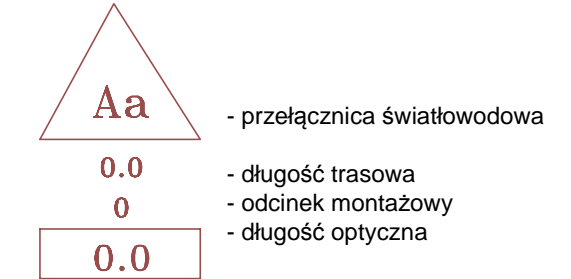 Aa
- przełącznica światłowodowa
0.0
- długość trasowa
0
- odcinek montażowy
- długość optyczna
0.0